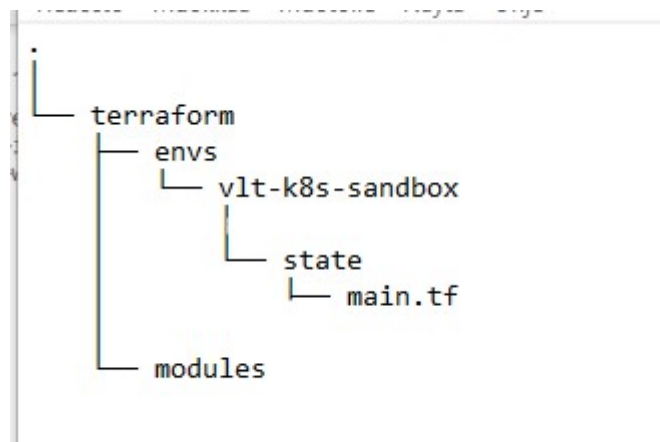 .
└── terraform
├── envs
└── vlt-k8s-sandbox
└── state
└── main.tf
└── modules